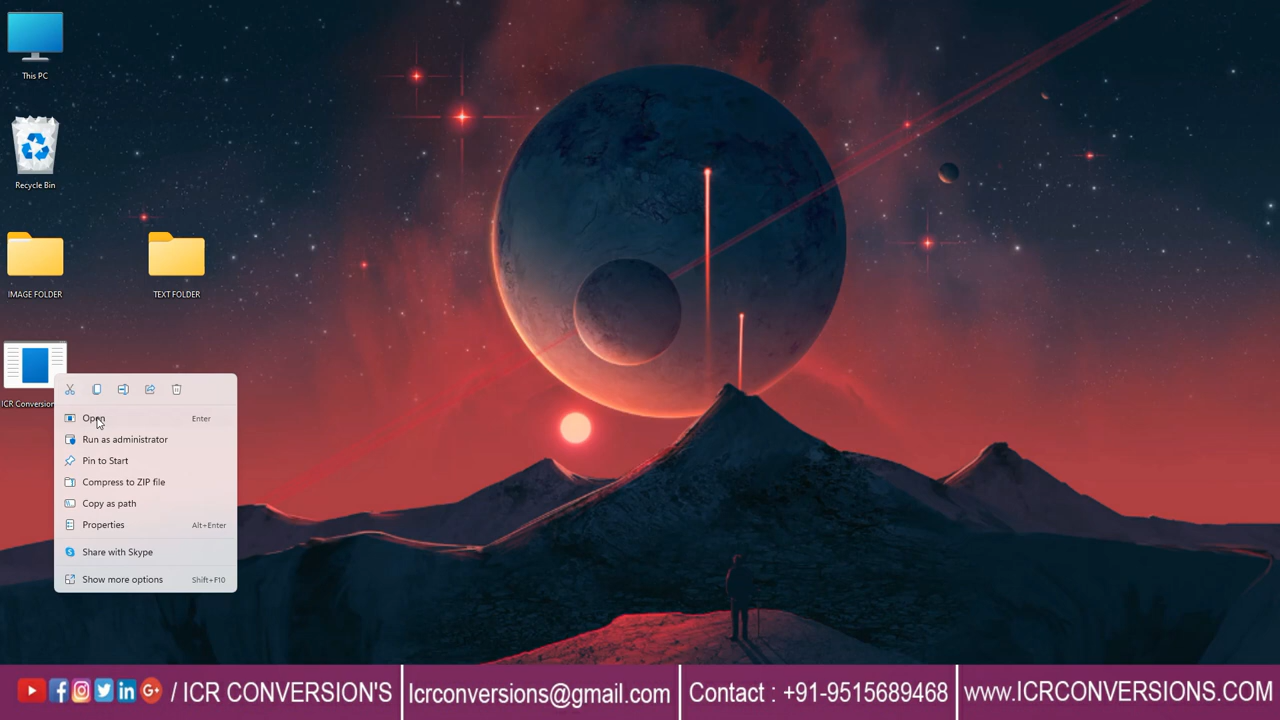 This PC
Recycle Bin
IMAGE FOLDER
TEXT FOLDER
ICR Conversion
Open Enter
Run as administrator
Pin to Start
Compress to ZIP file
Copy as path
Properties Alt+Enter
Share with Skype
Show more options Shift+F10
/ ICR CONVERSION'S
Icrconversions@gmail.com
Contact : +91-9515689468
www.ICRCONVERSIONS.COM